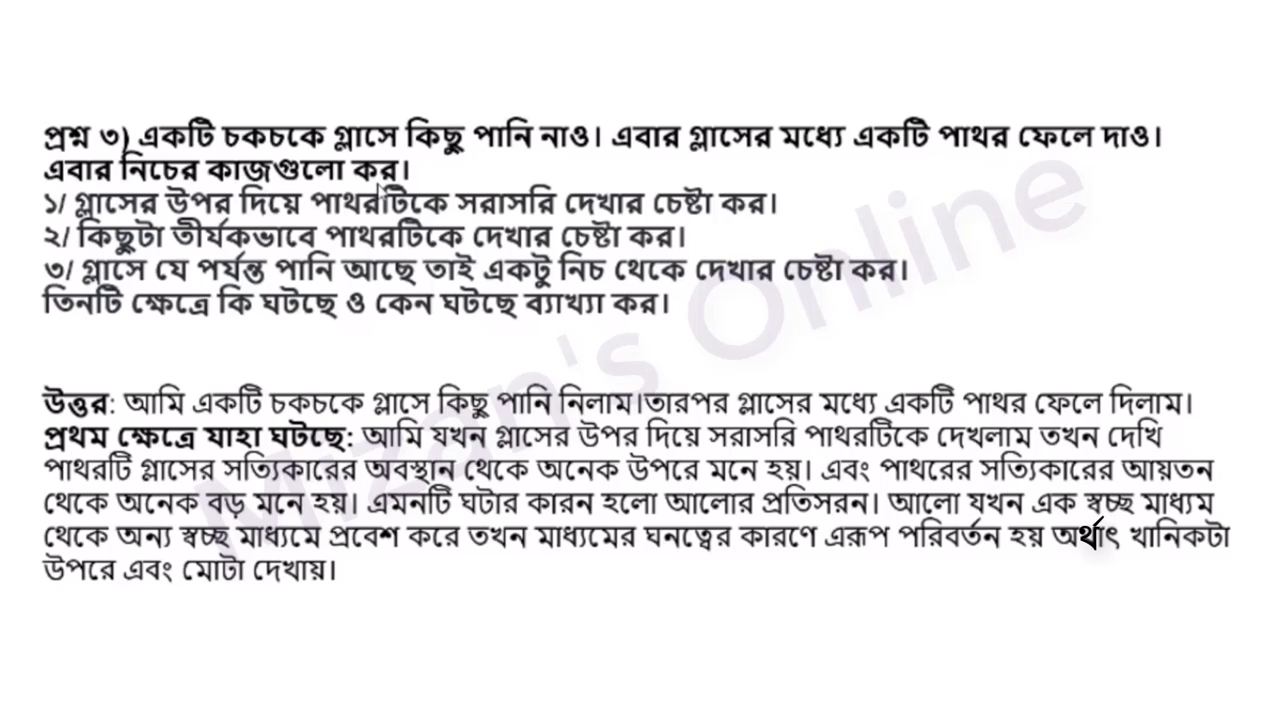 প্রশ্ন ৩) একটি চকচকে গ্লাসে কিছু পানি নাও। এবার গ্লাসের মধ্যে একটি পাথর ফেলে দাও।
এবার নিচের কাজগুলো কর।
১/ গ্লাসের উপর দিয়ে পাথরটিকে সরাসরি দেখার চেষ্টা কর।
২/ কিছুটা তীর্যকভাবে পাথরটিকে দেখার চেষ্টা কর।
৩/ গ্লাসে যে পর্যন্ত পানি আছে তাই একটু নিচ থেকে দেখার চেষ্টা কর।
তিনটি ক্ষেত্রে কি ঘটছে ও কেন ঘটছে ব্যাখ্যা কর।
উত্তর: আমি একটি চকচকে গ্লাসে কিছু পানি নিলাম।তারপর গ্লাসের মধ্যে একটি পাথর ফেলে দিলাম।
প্রথম ক্ষেত্রে যাহা ঘটছে: আমি যখন গ্লাসের উপর দিয়ে সরাসরি পাথরটিকে দেখলাম তখন দেখি
পাথরটি গ্লাসের সত্যিকারের অবস্থান থেকে অনেক উপরে মনে হয়। এবং পাথরের সত্যিকারের আয়তন
থেকে অনেক বড় মনে হয়। এমনটি ঘটার কারন হলো আলোর প্রতিসরন। আলো যখন এক স্বচ্ছ মাধ্যম
থেকে অন্য স্বচ্ছ মাধ্যমে প্রবেশ করে তখন মাধ্যমের ঘনত্বের কারণে এরূপ পরিবর্তন হয় অর্থাৎ খানিকটা
উপরে এবং মোটা দেখায়।
Mizan's Online